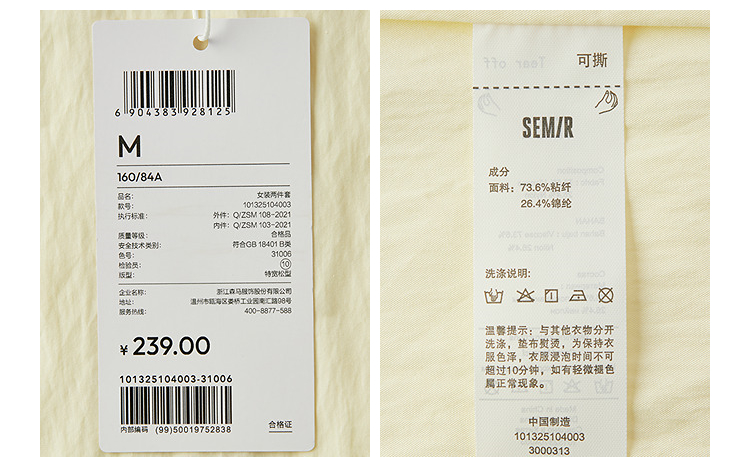 6 904383 928125
M
160/84A
品名: 女装两件套
款号: 101325104003
执行标准: 外件: Q/ZSM 108-2021
内件: Q/ZSM 103-2021
质量等级: 合格品
安全技术类别: 符合GB 18401 B类
色号: 31006
检验员: 10
版型: 特宽松型
企业名称: 浙江森马服饰股份有限公司
地址: 温州市瓯海区娄桥工业园南汇路98号
服务热线: 400-8877-588
¥ 239.00
101325104003-31006
内部编码 (99)50019752838
合格证
Tear off 可撕
SEM/R
成分
面料: 73.6%粘纤
26.4%锦纶
洗涤说明:
温馨提示: 与其他衣物分开
洗涤, 垫布熨烫, 为保持衣
服色泽, 衣服浸泡时间不可
超过10分钟, 如有轻微褪色
属正常现象。
中国制造
101325104003
3000313